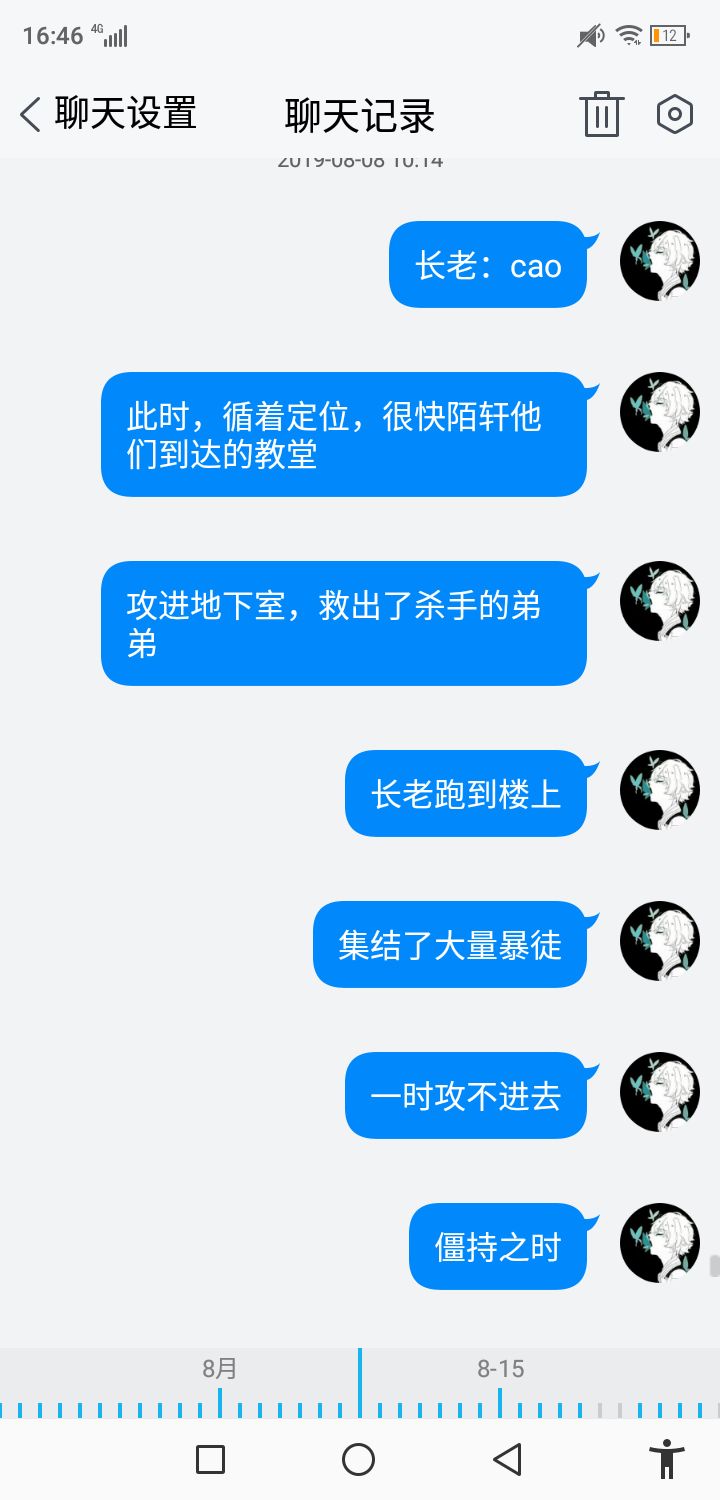 16:46 4G 12
聊天设置 聊天记录
2019-08-08 10:14
长老：cao
此时，循着定位，很快陌轩他
们到达的教堂
攻进地下室，救出了杀手的弟
弟
长老跑到楼上
集结了大量暴徒
一时攻不进去
僵持之时
8月 8-15